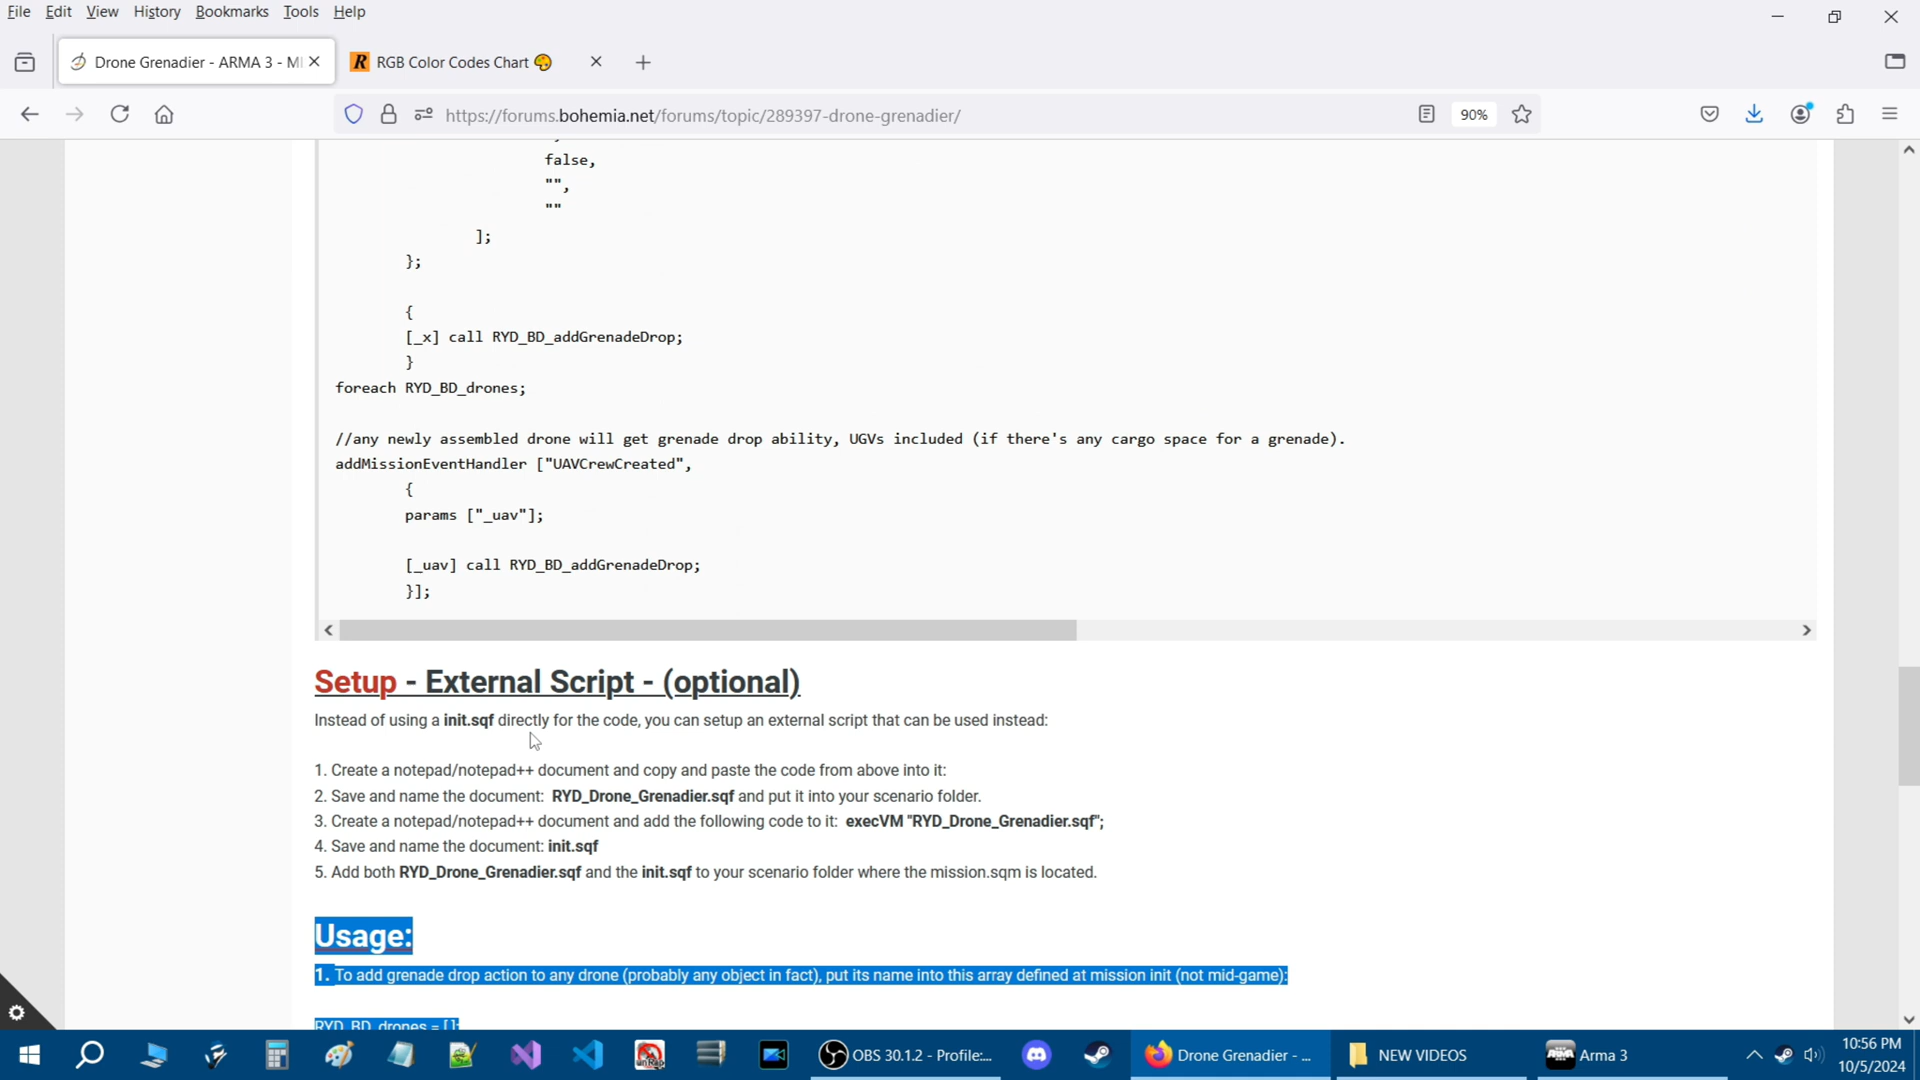 File Edit View History Bookmarks Tools Help
Drone Grenadier - ARMA 3 - MI
RGB Color Codes Chart
https://forums.bohemia.net/forums/topic/289397-drone-grenadier/
90%
false,
"",
""
];
};
{
[_x] call RYD_BD_addGrenadeDrop;
}
foreach RYD_BD_drones;
//any newly assembled drone will get grenade drop ability, UGVs included (if there's any cargo space for a grenade).
addMissionEventHandler ["UAVCrewCreated",
{
params ["_uav"];
[_uav] call RYD_BD_addGrenadeDrop;
}];
Setup - External Script - (optional)
Instead of using a init.sqf directly for the code, you can setup an external script that can be used instead:
1. Create a notepad/notepad++ document and copy and paste the code from above into it:
2. Save and name the document: RYD_Drone_Grenadier.sqf and put it into your scenario folder.
3. Create a notepad/notepad++ document and add the following code to it: execVM "RYD_Drone_Grenadier.sqf";
4. Save and name the document: init.sqf
5. Add both RYD_Drone_Grenadier.sqf and the init.sqf to your scenario folder where the mission.sqm is located.
Usage:
1. To add grenade drop action to any drone (probably any object in fact), put its name into this array defined at mission init (not mid-game):
RYD_BD_drones = [];
OBS 30.1.2 - Profile:...
Drone Grenadier - ...
NEW VIDEOS
Arma 3
10:56 PM
10/5/2024